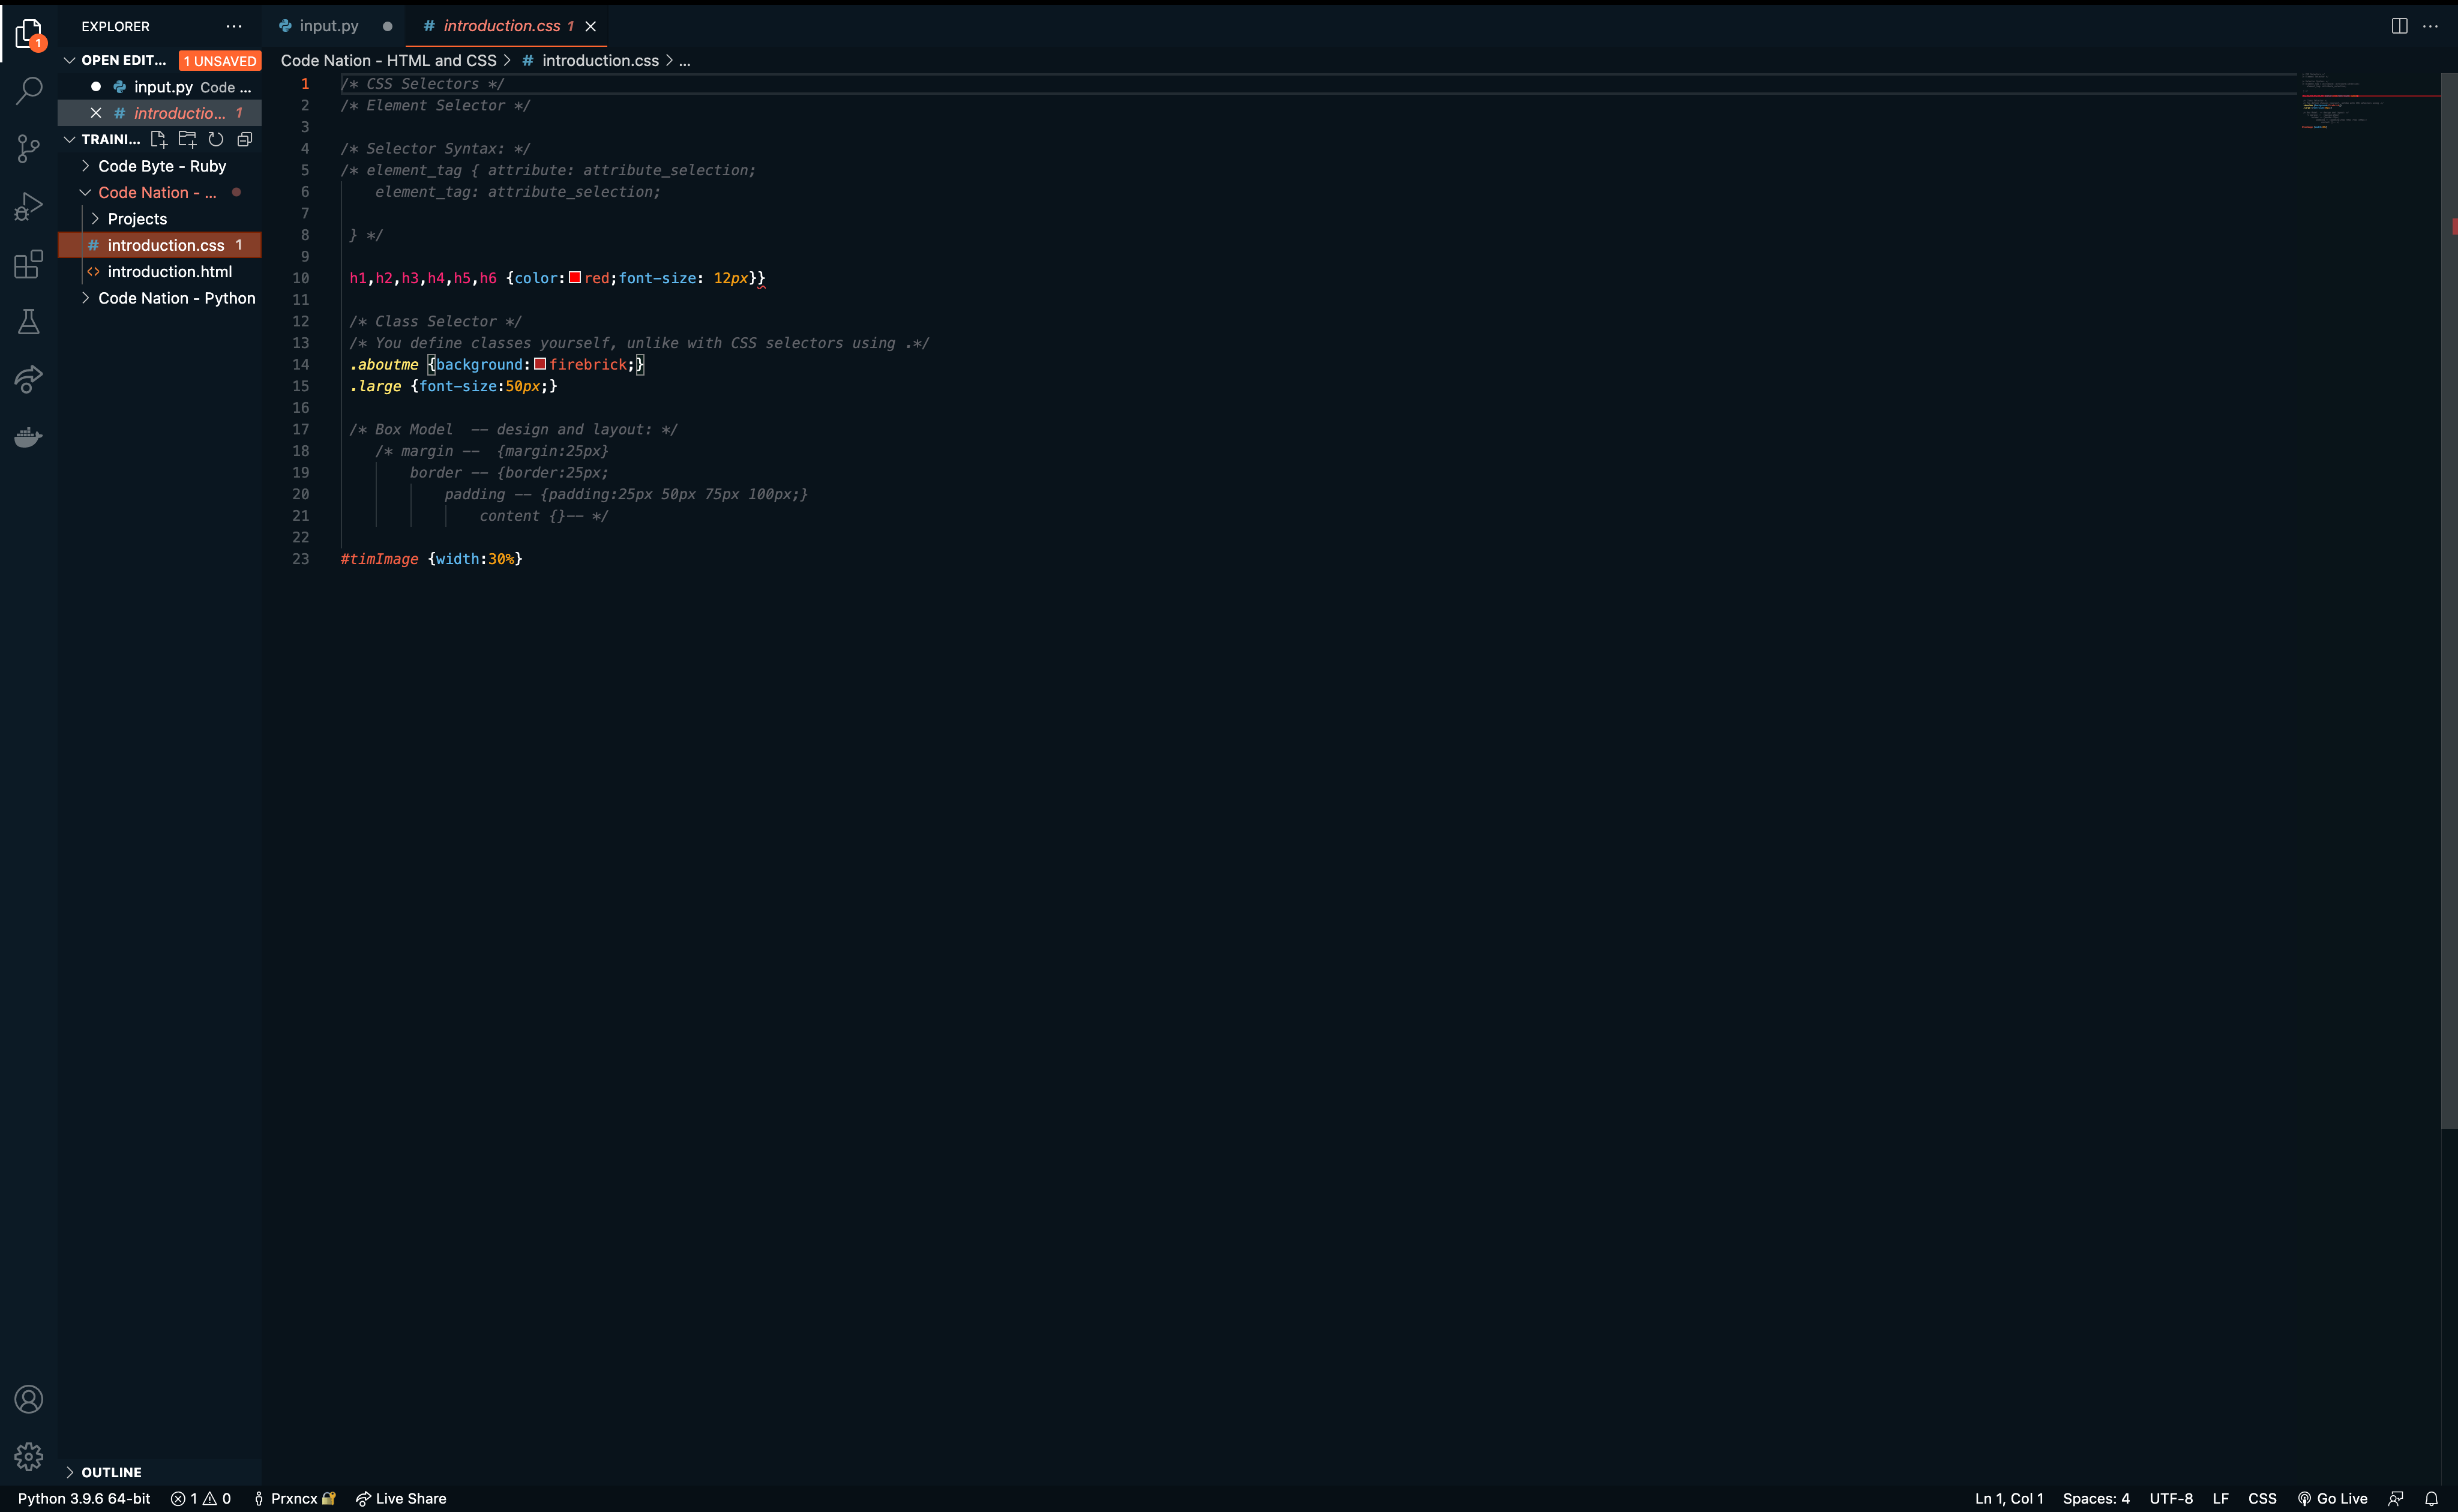 EXPLORER
1
OPEN EDIT... 1 UNSAVED
input.py Code ...
introductio... 1
TRAINI...
Code Byte - Ruby
Code Nation - ...
Projects
# introduction.css 1
<> introduction.html
Code Nation - Python
OUTLINE
input.py
# introduction.css 1
Code Nation - HTML and CSS > # introduction.css > ...
1 /* CSS Selectors */
2 /* Element Selector */
3
4 /* Selector Syntax: */
5 /* element_tag { attribute: attribute_selection;
6 element_tag: attribute_selection;
7
8 } */
9
10 h1,h2,h3,h4,h5,h6 {color:red;font-size: 12px}}
11
12 /* Class Selector */
13 /* You define classes yourself, unlike with CSS selectors using .*/
14 .aboutme {background:firebrick;}
15 .large {font-size:50px;}
16
17 /* Box Model -- design and layout: */
18 /* margin -- {margin:25px}
19 border -- {border:25px;
20 padding -- {padding:25px 50px 75px 100px;}
21 content {}-- */
22
23 #timImage {width:30%}
Python 3.9.6 64-bit 1 0 Prxncx Live Share Ln 1, Col 1 Spaces: 4 UTF-8 LF CSS Go Live